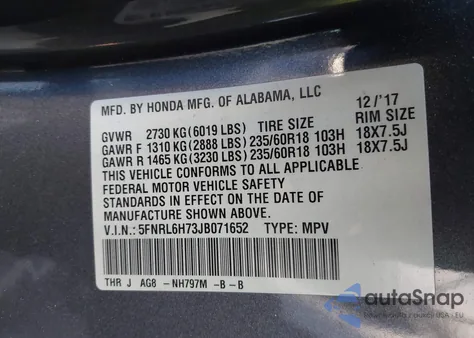 MFD. BY HONDA MFG. OF ALABAMA, LLC
12/'17
GVWR 2730 KG(6019 LBS) TIRE SIZE RIM SIZE
GAWR F 1310 KG (2888 LBS) 235/60R18 103H 18X7.5J
GAWR R 1465 KG(3230 LBS) 235/60R18 103H 18X7.5J
THIS VEHICLE CONFORMS TO ALL APPLICABLE
FEDERAL MOTOR VEHICLE SAFETY
STANDARDS IN EFFECT ON THE DATE OF
MANUFACTURE SHOWN ABOVE.
V.I.N.:5FNRL6H73JB071652 TYPE: MPV
THR J AG8 -NH797M -B -B
autoSnap